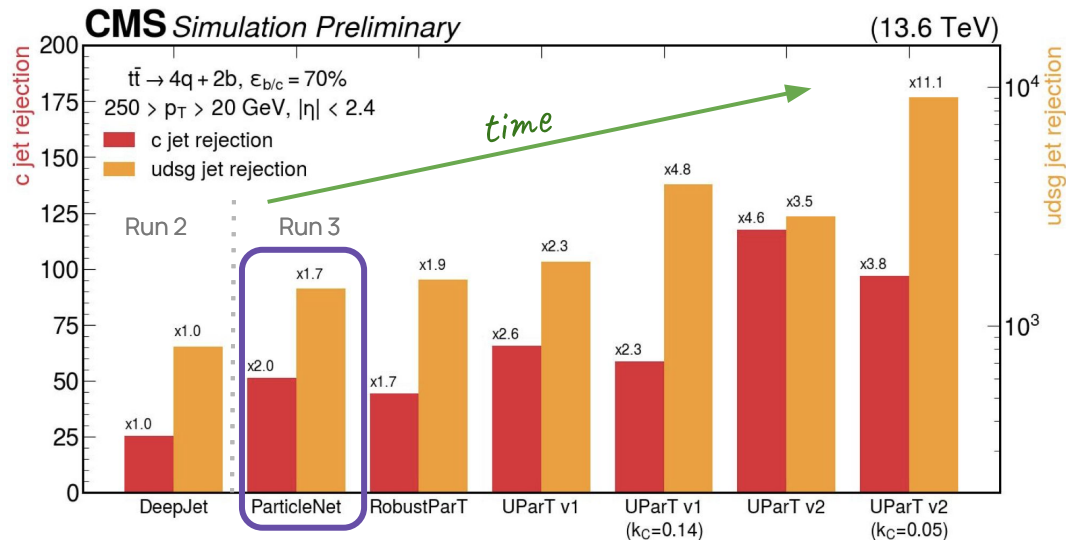 CMS Simulation Preliminary (13.6 TeV)
tt̄ → 4q + 2b, ε_b/c = 70%
250 > p_T > 20 GeV, |η| < 2.4
c jet rejection
udsg jet rejection
time
Run 2
Run 3
c jet rejection
200
175
150
125
100
75
50
25
0
udsg jet rejection
10⁴
10³
x1.0
x1.0
x2.0
x1.7
x1.7
x1.9
x2.6
x2.3
x2.3
x4.8
x4.6
x3.5
x3.8
x11.1
DeepJet
ParticleNet
RobustParT
UParT v1
UParT v1
(k_C=0.14)
UParT v2
UParT v2
(k_C=0.05)